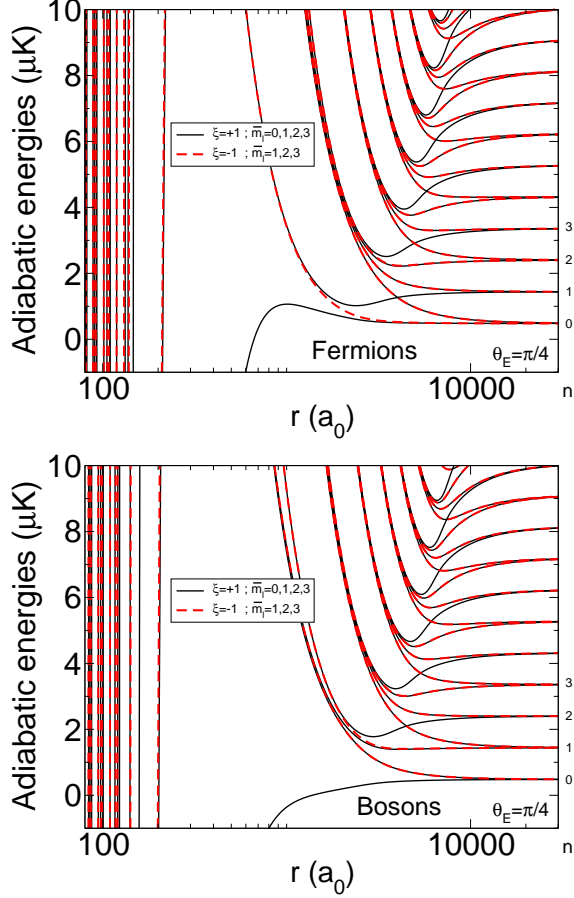 10
8
6
4
2
0
Adiabatic energies (μK)
ξ=+1 ; m̅ᵢ=0,1,2,3
ξ=-1 ; m̅ᵢ=1,2,3
3
2
1
0
n
Fermions
θ_E=π/4
100
10000
r (a₀)
10
8
6
4
2
0
Adiabatic energies (μK)
ξ=+1 ; m̅ᵢ=0,1,2,3
ξ=-1 ; m̅ᵢ=1,2,3
3
2
1
0
n
Bosons
θ_E=π/4
100
10000
r (a₀)